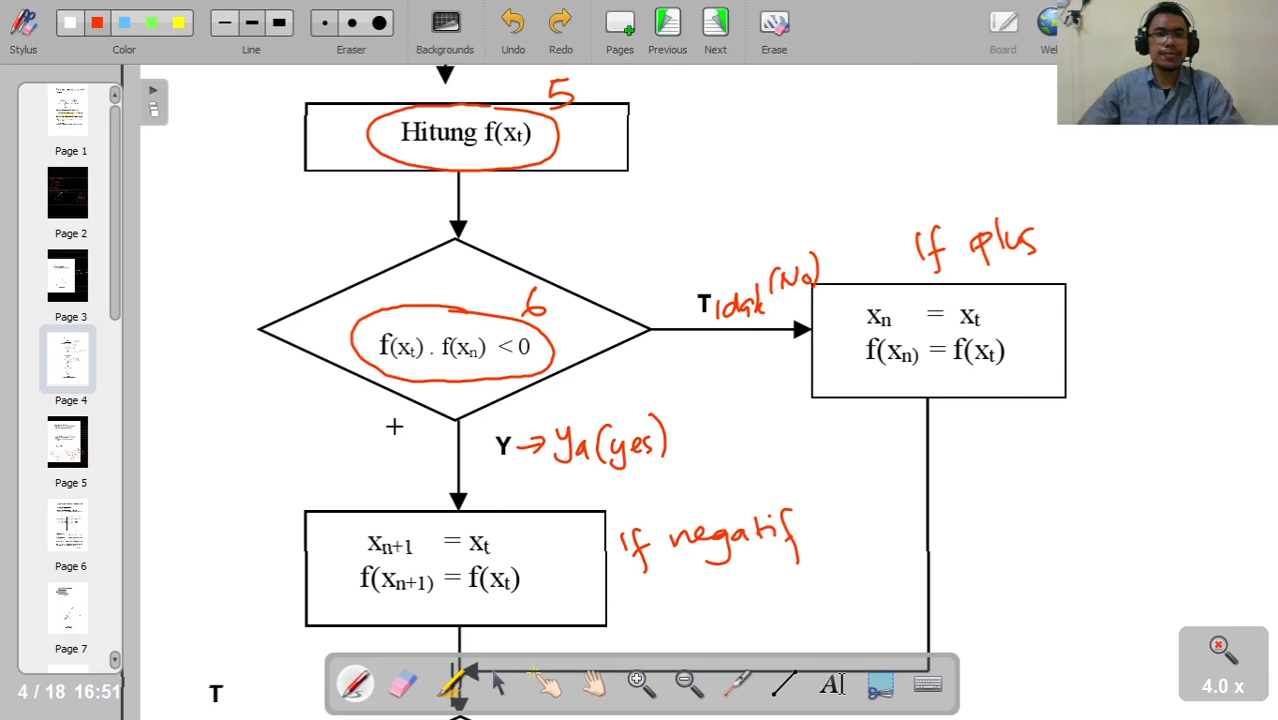 Stylus
Color
Line
Eraser
Backgrounds
Undo
Redo
Pages
Previous
Next
Erase
Board
Page 1
Page 2
Page 3
Page 4
Page 5
Page 6
Page 7
4 / 18 16:51
5
Hitung f(xt)
6
f(xt) . f(xn) < 0
Tidak (No)
If plus
xn = xt
f(xn) = f(xt)
Y → Ya (yes)
xn+1 = xt
f(xn+1) = f(xt)
If negatif
T
4.0 x